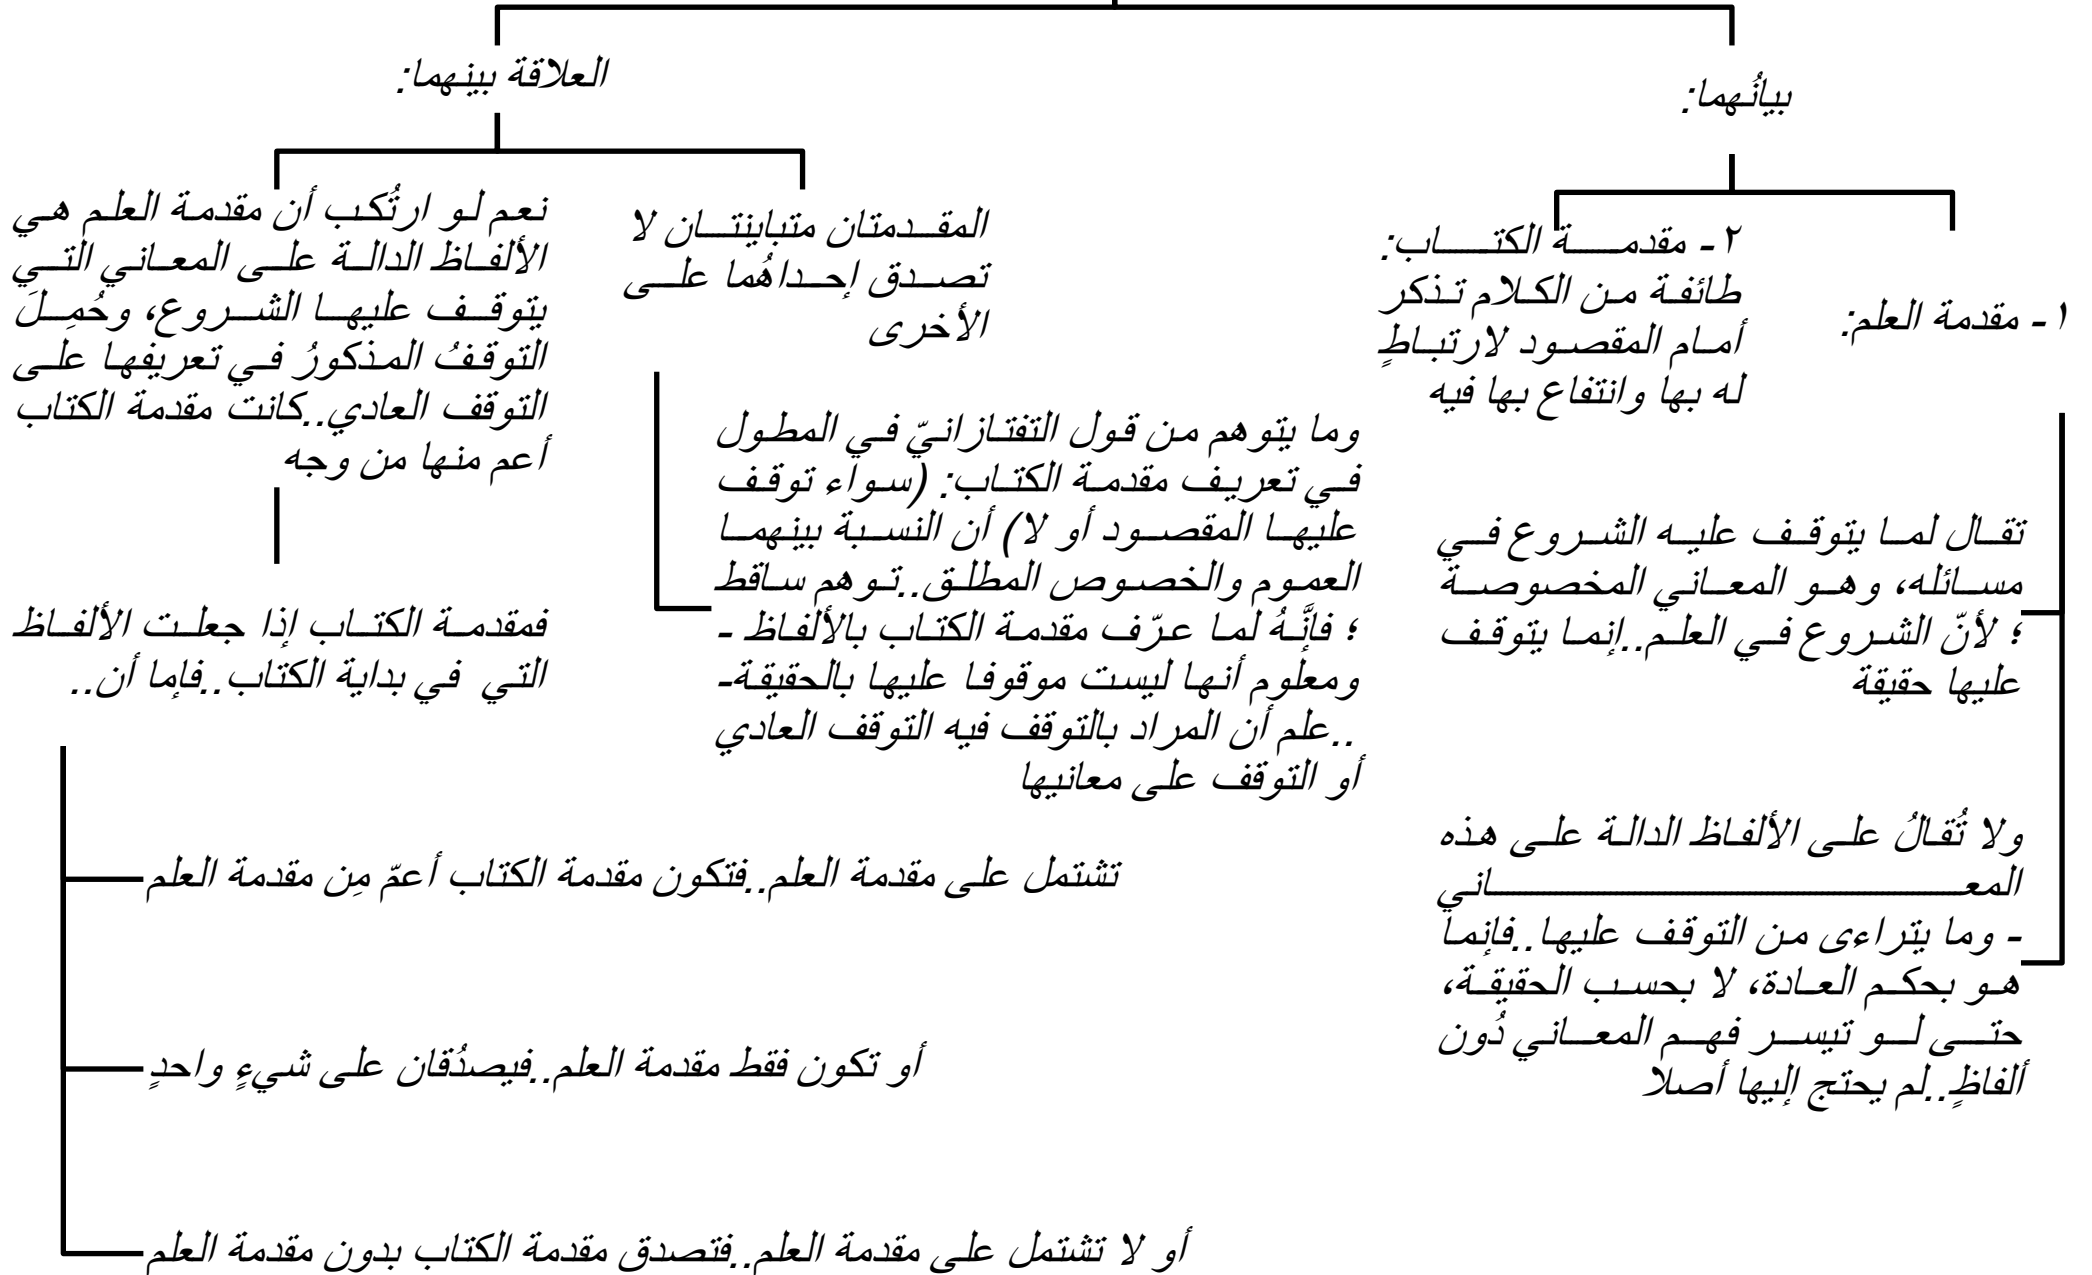 بيانُهما:
١ - مقدمة العلم:
تقال لما يتوقف عليه الشروع في
مسائله، وهو المعاني المخصوصة
؛ لأنّ الشروع في العلم..إنما يتوقف
عليها حقيقة
ولا تُقالُ على الألفاظ الدالة على هذه
المعاني
- وما يتراءى من التوقف عليها..فإنما
هو بحكم العادة، لا بحسب الحقيقة،
حتى لو تيسر فهم المعاني دُون
ألفاظٍ..لم يحتج إليها أصلا
٢ - مقدمة الكتاب:
طائفة من الكلام تذكر
أمام المقصود لارتباطٍ
له بها وانتفاع بها فيه
العلاقة بينهما:
المقدمتان متباينتان لا
تصدق إحداهُما على
الأخرى
وما يتوهم من قول التفتازانيّ في المطول
في تعريف مقدمة الكتاب: (سواء توقف
عليها المقصود أو لا) أن النسبة بينهما
العموم والخصوص المطلق..توهم ساقط
؛ فإنَّهُ لما عرّف مقدمة الكتاب بالألفاظ -
ومعلوم أنها ليست موقوفا عليها بالحقيقة-
..علم أن المراد بالتوقف فيه التوقف العادي
أو التوقف على معانيها
نعم لو ارتُكب أن مقدمة العلم هي
الألفاظ الدالة على المعاني التي
يتوقف عليها الشروع، وحُمِلَ
التوقفُ المذكورُ في تعريفها على
التوقف العادي..كانت مقدمة الكتاب
أعم منها من وجه
فمقدمة الكتاب إذا جعلت الألفاظ
التي في بداية الكتاب..فإما أن..
تشتمل على مقدمة العلم..فتكون مقدمة الكتاب أعمّ مِن مقدمة العلم
أو تكون فقط مقدمة العلم..فيصدُقان على شيءٍ واحدٍ
أو لا تشتمل على مقدمة العلم..فتصدق مقدمة الكتاب بدون مقدمة العلم